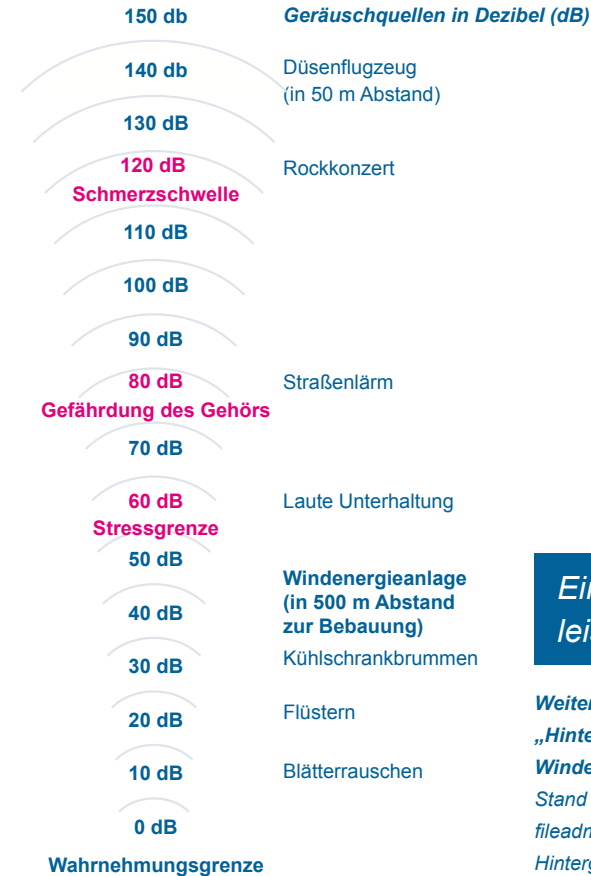 150 db
Geräuschquellen in Dezibel (dB)
140 db
Düsenflugzeug
(in 50 m Abstand)
130 dB
120 dB
Schmerzschwelle
Rockkonzert
110 dB
100 dB
90 dB
80 dB
Gefährdung des Gehörs
Straßenlärm
70 dB
60 dB
Stressgrenze
Laute Unterhaltung
50 dB
Windenergieanlage
(in 500 m Abstand
zur Bebauung)
40 dB
30 dB
Kühlschrankbrummen
20 dB
Flüstern
10 dB
Blätterrauschen
0 dB
Wahrnehmungsgrenze
„Hinter
Stand